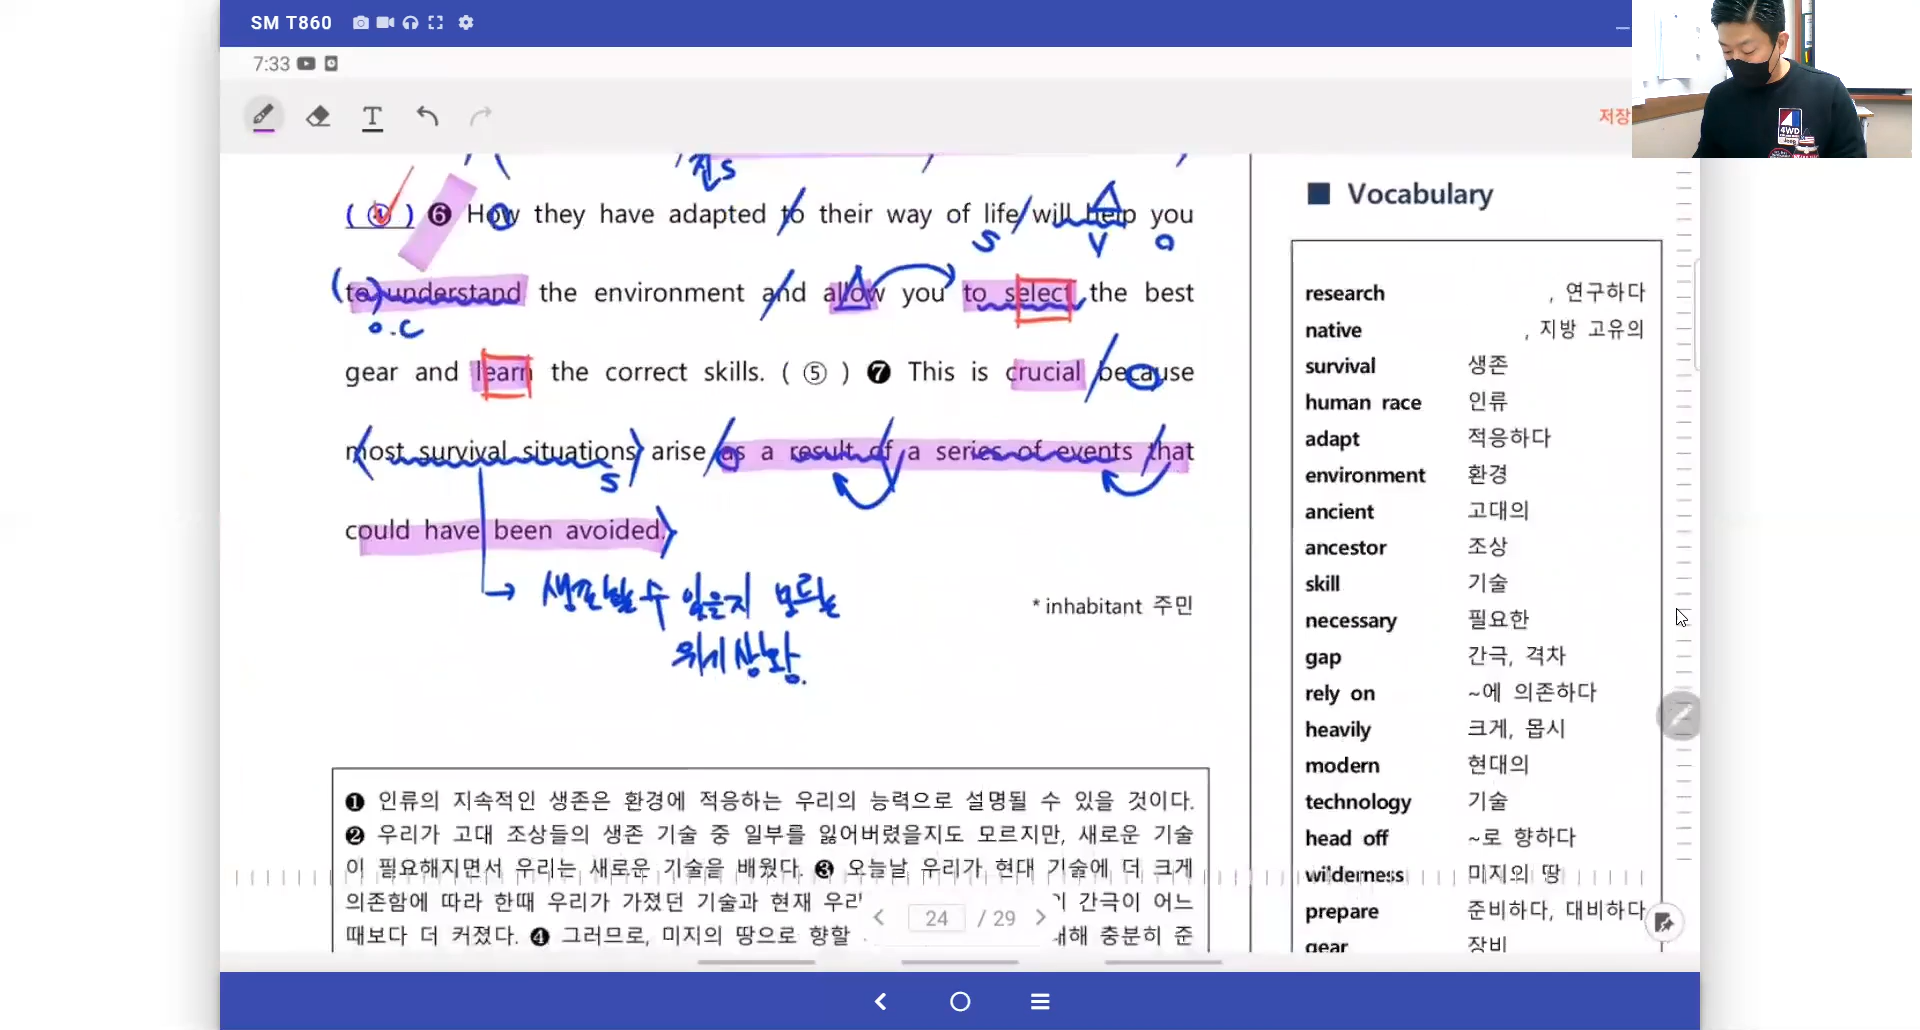 SM T860
7:33
T
저장
진S
( ④ ) ❻ How they have adapted to their way of life will help you
S V O
to understand the environment and allow you to select the best
o.c
gear and learn the correct skills. ( ⑤ ) ❼ This is crucial because
most survival situations arise as a result of a series of events that
S
could have been avoided.
→ 생존할 수 있을지 모르는
위기상황.
* inhabitant 주민
❶ 인류의 지속적인 생존은 환경에 적응하는 우리의 능력으로 설명될 수 있을 것이다.
❷ 우리가 고대 조상들의 생존 기술 중 일부를 잃어버렸을지도 모르지만, 새로운 기술
이 필요해지면서 우리는 새로운 기술을 배웠다. ❸ 오늘날 우리가 현대 기술에 더 크게
의존함에 따라 한때 우리가 가졌던 기술과 현재 우리 간극이 어느
때보다 더 커졌다. ❹ 그러므로, 미지의 땅으로 향할 대해 충분히 준
24 / 29
Vocabulary
research , 연구하다
native , 지방 고유의
survival 생존
human race 인류
adapt 적응하다
environment 환경
ancient 고대의
ancestor 조상
skill 기술
necessary 필요한
gap 간극, 격차
rely on ~에 의존하다
heavily 크게, 몹시
modern 현대의
technology 기술
head off ~로 향하다
wilderness 미지의 땅
prepare 준비하다, 대비하다
gear 장비
4WD
Jeep